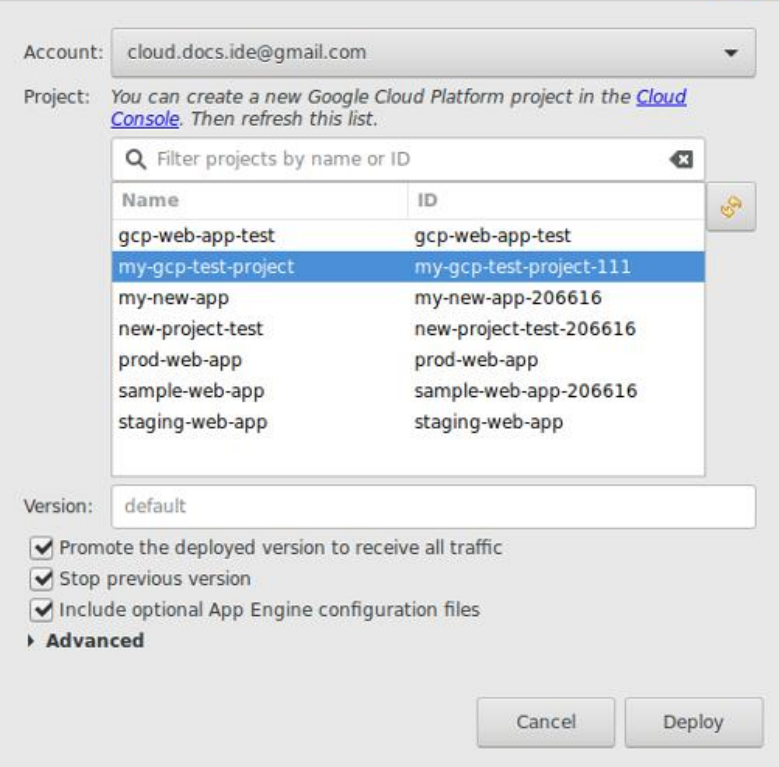 Account: cloud.docs.ide@gmail.com
Project: You can create a new Google Cloud Platform project in the Cloud
Console. Then refresh this list.
Filter projects by name or ID
Name ID
gcp-web-app-test gcp-web-app-test
my-gcp-test-project my-gcp-test-project-111
my-new-app my-new-app-206616
new-project-test new-project-test-206616
prod-web-app prod-web-app
sample-web-app sample-web-app-206616
staging-web-app staging-web-app
Version: default
Promote the deployed version to receive all traffic
Stop previous version
Include optional App Engine configuration files
Advanced
Cancel Deploy